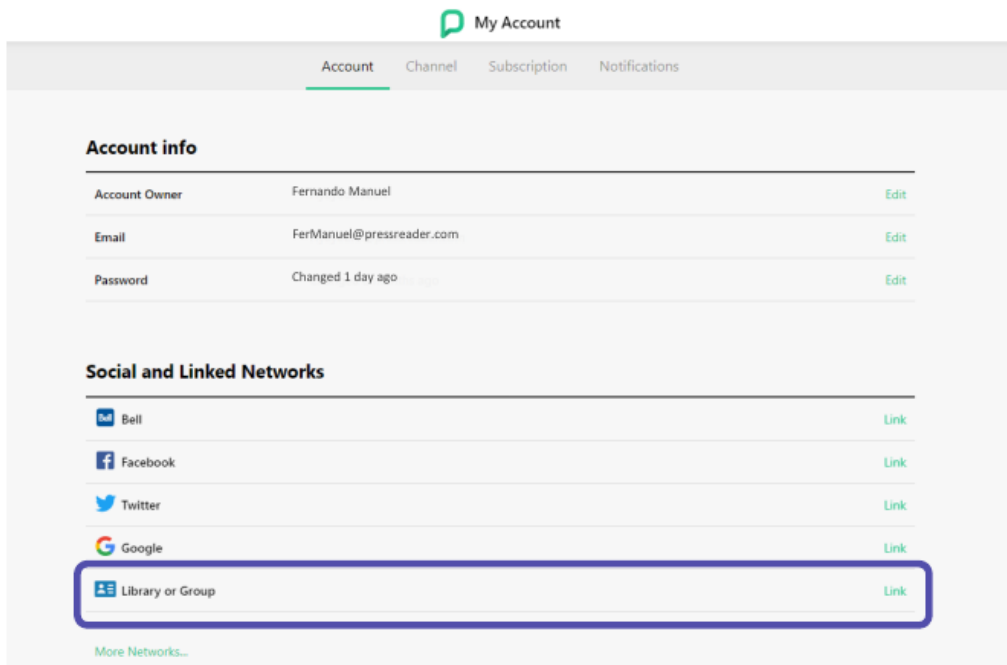 My Account
Account Channel Subscription Notifications
Account info
Account Owner Fernando Manuel Edit
Email FerManuel@pressreader.com Edit
Password Changed 1 day ago Edit
Social and Linked Networks
Bell Bell Link
Facebook Link
Twitter Link
Google Link
Library or Group Link
More Networks...